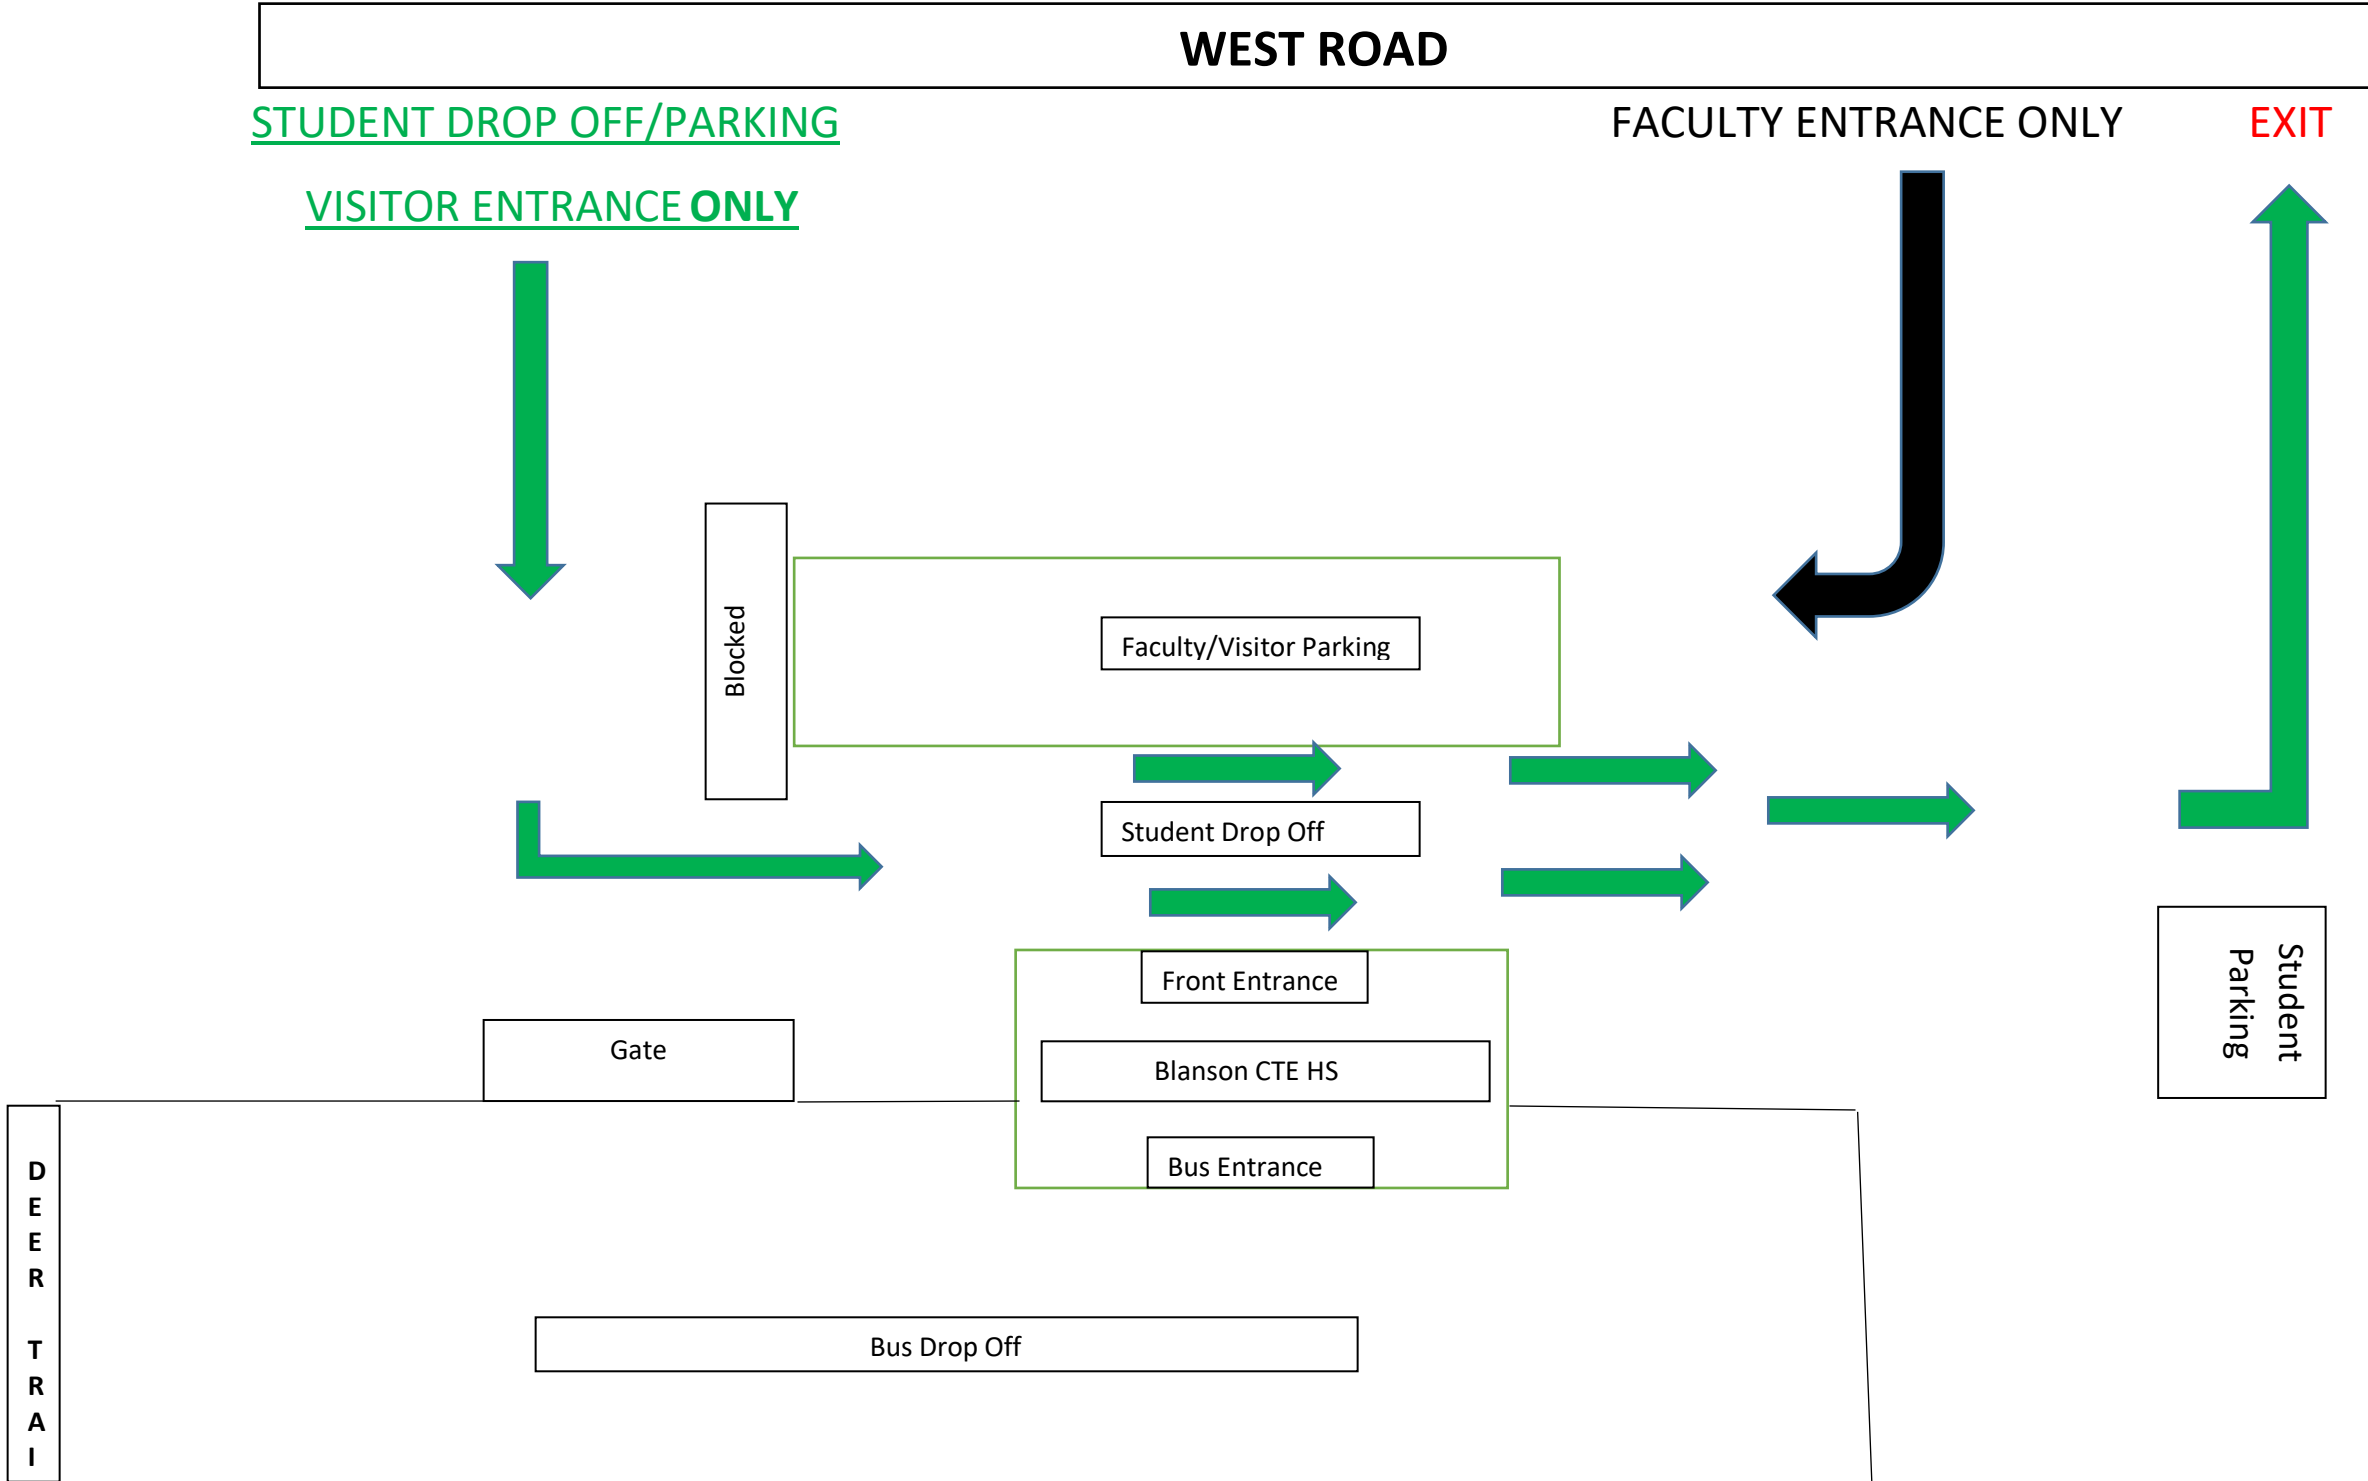 WEST ROAD
STUDENT DROP OFF/PARKING
VISITOR ENTRANCE ONLY
FACULTY ENTRANCE ONLY
EXIT
Blocked
Faculty/Visitor Parking
Student Drop Off
Front Entrance
Student
Parking
Gate
Blanson CTE HS
Bus Entrance
D
E
E
R
T
R
A
I
Bus Drop Off